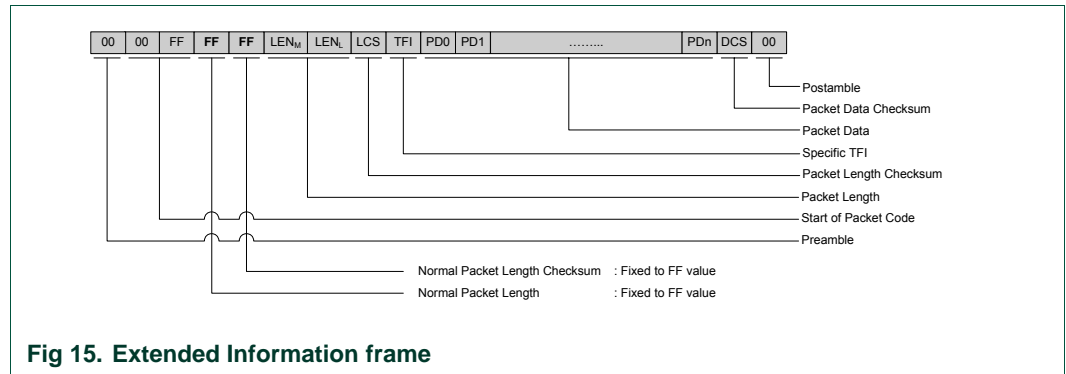 00 00 FF FF FF LENM LENL LCS TFI PD0 PD1 ……... PDn DCS 00
Postamble
Packet Data Checksum
Packet Data
Specific TFI
Packet Length Checksum
Packet Length
Start of Packet Code
Preamble
Normal Packet Length Checksum : Fixed to FF value
Normal Packet Length : Fixed to FF value
Fig 15. Extended Information frame